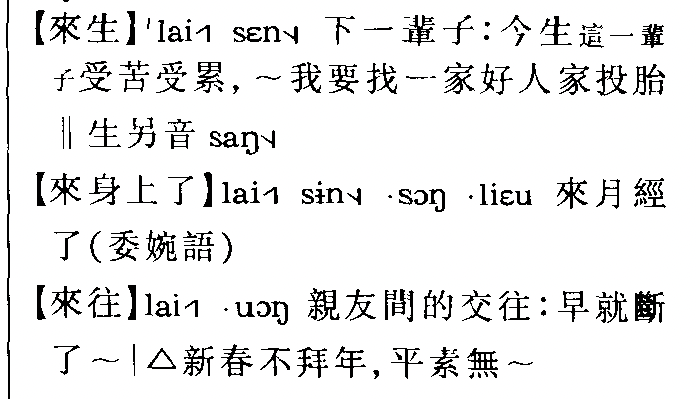 【來生】ˈlai˧˥ sɛn˦ 下一輩子：今生這一輩
子受苦受累，～我要找一家好人家投胎
‖生另音 saŋ˦
【來身上了】lai˧˥ sɨn˦ ·sɔŋ ·liɛu 來月經
了（委婉語）
【來往】lai˧˥ ·uɔŋ 親友間的交往：早就斷
了～｜△新春不拜年，平素無～